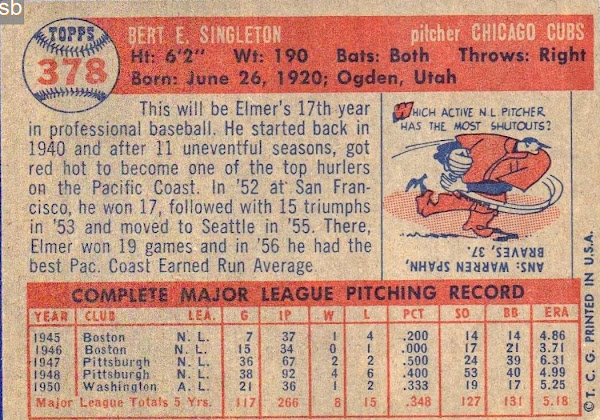 sb
TOPPS
378
BERT E. SINGLETON pitcher CHICAGO CUBS
Ht: 6'2" Wt: 190 Bats: Both Throws: Right
Born: June 26, 1920; Ogden, Utah
This will be Elmer's 17th year
in professional baseball. He started back in
1940 and after 11 uneventful seasons, got
red hot to become one of the top hurlers
on the Pacific Coast. In '52 at San Fran-
cisco, he won 17, followed with 15 triumphs
in '53 and moved to Seattle in '55. There,
Elmer won 19 games and in '56 he had the
best Pac. Coast Earned Run Average.
WHICH ACTIVE N.L. PITCHER
HAS THE MOST SHUTOUTS?
ANS: WARREN SPAHN,
BRAVES, 37.
COMPLETE MAJOR LEAGUE PITCHING RECORD
YEAR CLUB LEA. G IP W L PCT SO BB ERA
1945 Boston N. L. 7 37 1 4 .200 14 14 4.86
1946 Boston N. L. 15 34 0 1 .000 17 21 3.71
1947 Pittsburgh N. L. 36 67 2 2 .500 24 39 6.31
1948 Pittsburgh N. L. 38 92 4 6 .400 53 40 4.99
1950 Washington A. L. 21 36 1 2 .333 19 17 5.25
Major League Totals 5 Yrs. 117 266 8 15 .348 127 131 5.18
© T. C. G. PRINTED IN U.S.A.